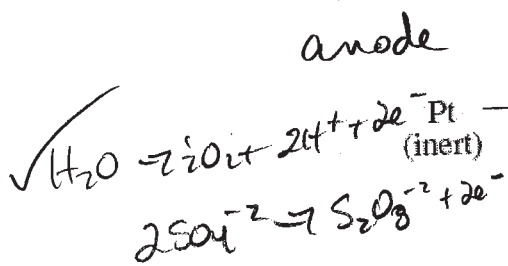 anode
✓ H₂O → ½O₂ + 2H⁺ + 2e⁻ Pt —
(inert)
2SO₄⁻² → S₂O₈⁻² + 2e⁻